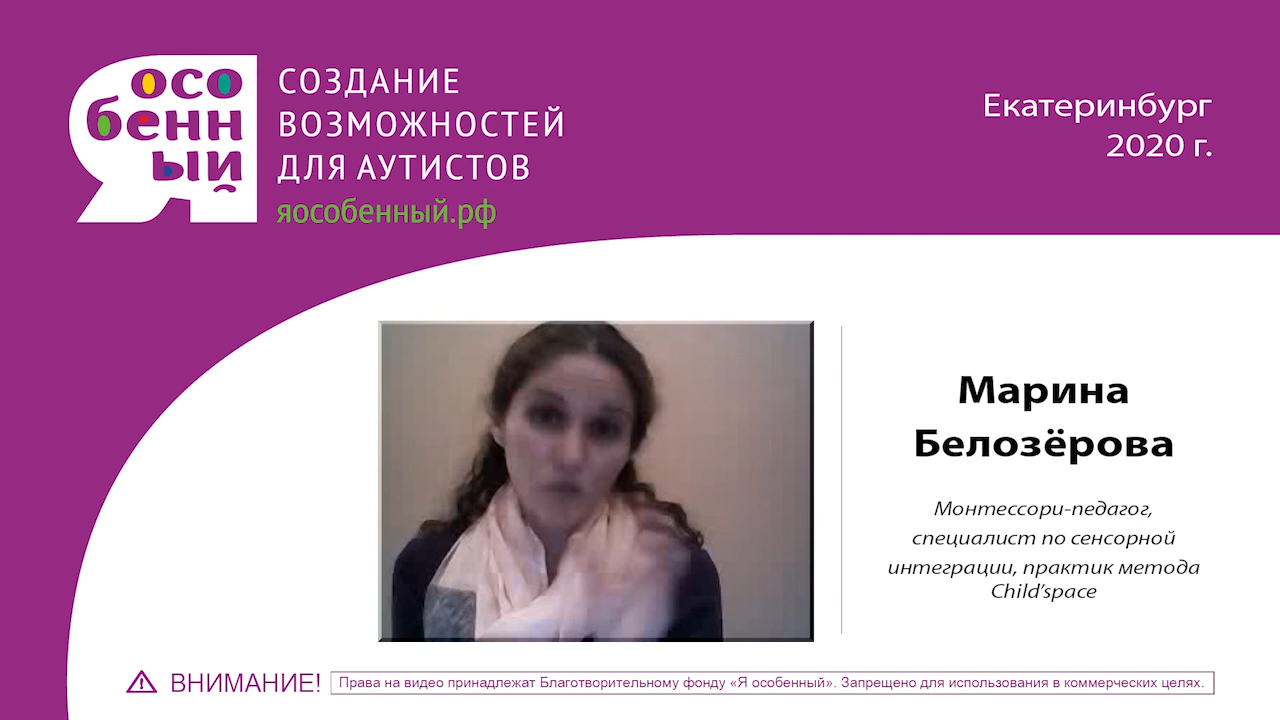 осо
бенн
ый
Я
СОЗДАНИЕ
ВОЗМОЖНОСТЕЙ
ДЛЯ АУТИСТОВ
яособенный.рф
Екатеринбург
2020 г.
Марина
Белозёрова
Монтессори-педагог,
специалист по сенсорной
интеграции, практик метода
Child’space
ВНИМАНИЕ!
Права на видео принадлежат Благотворительному фонду «Я особенный». Запрещено для использования в коммерческих целях.